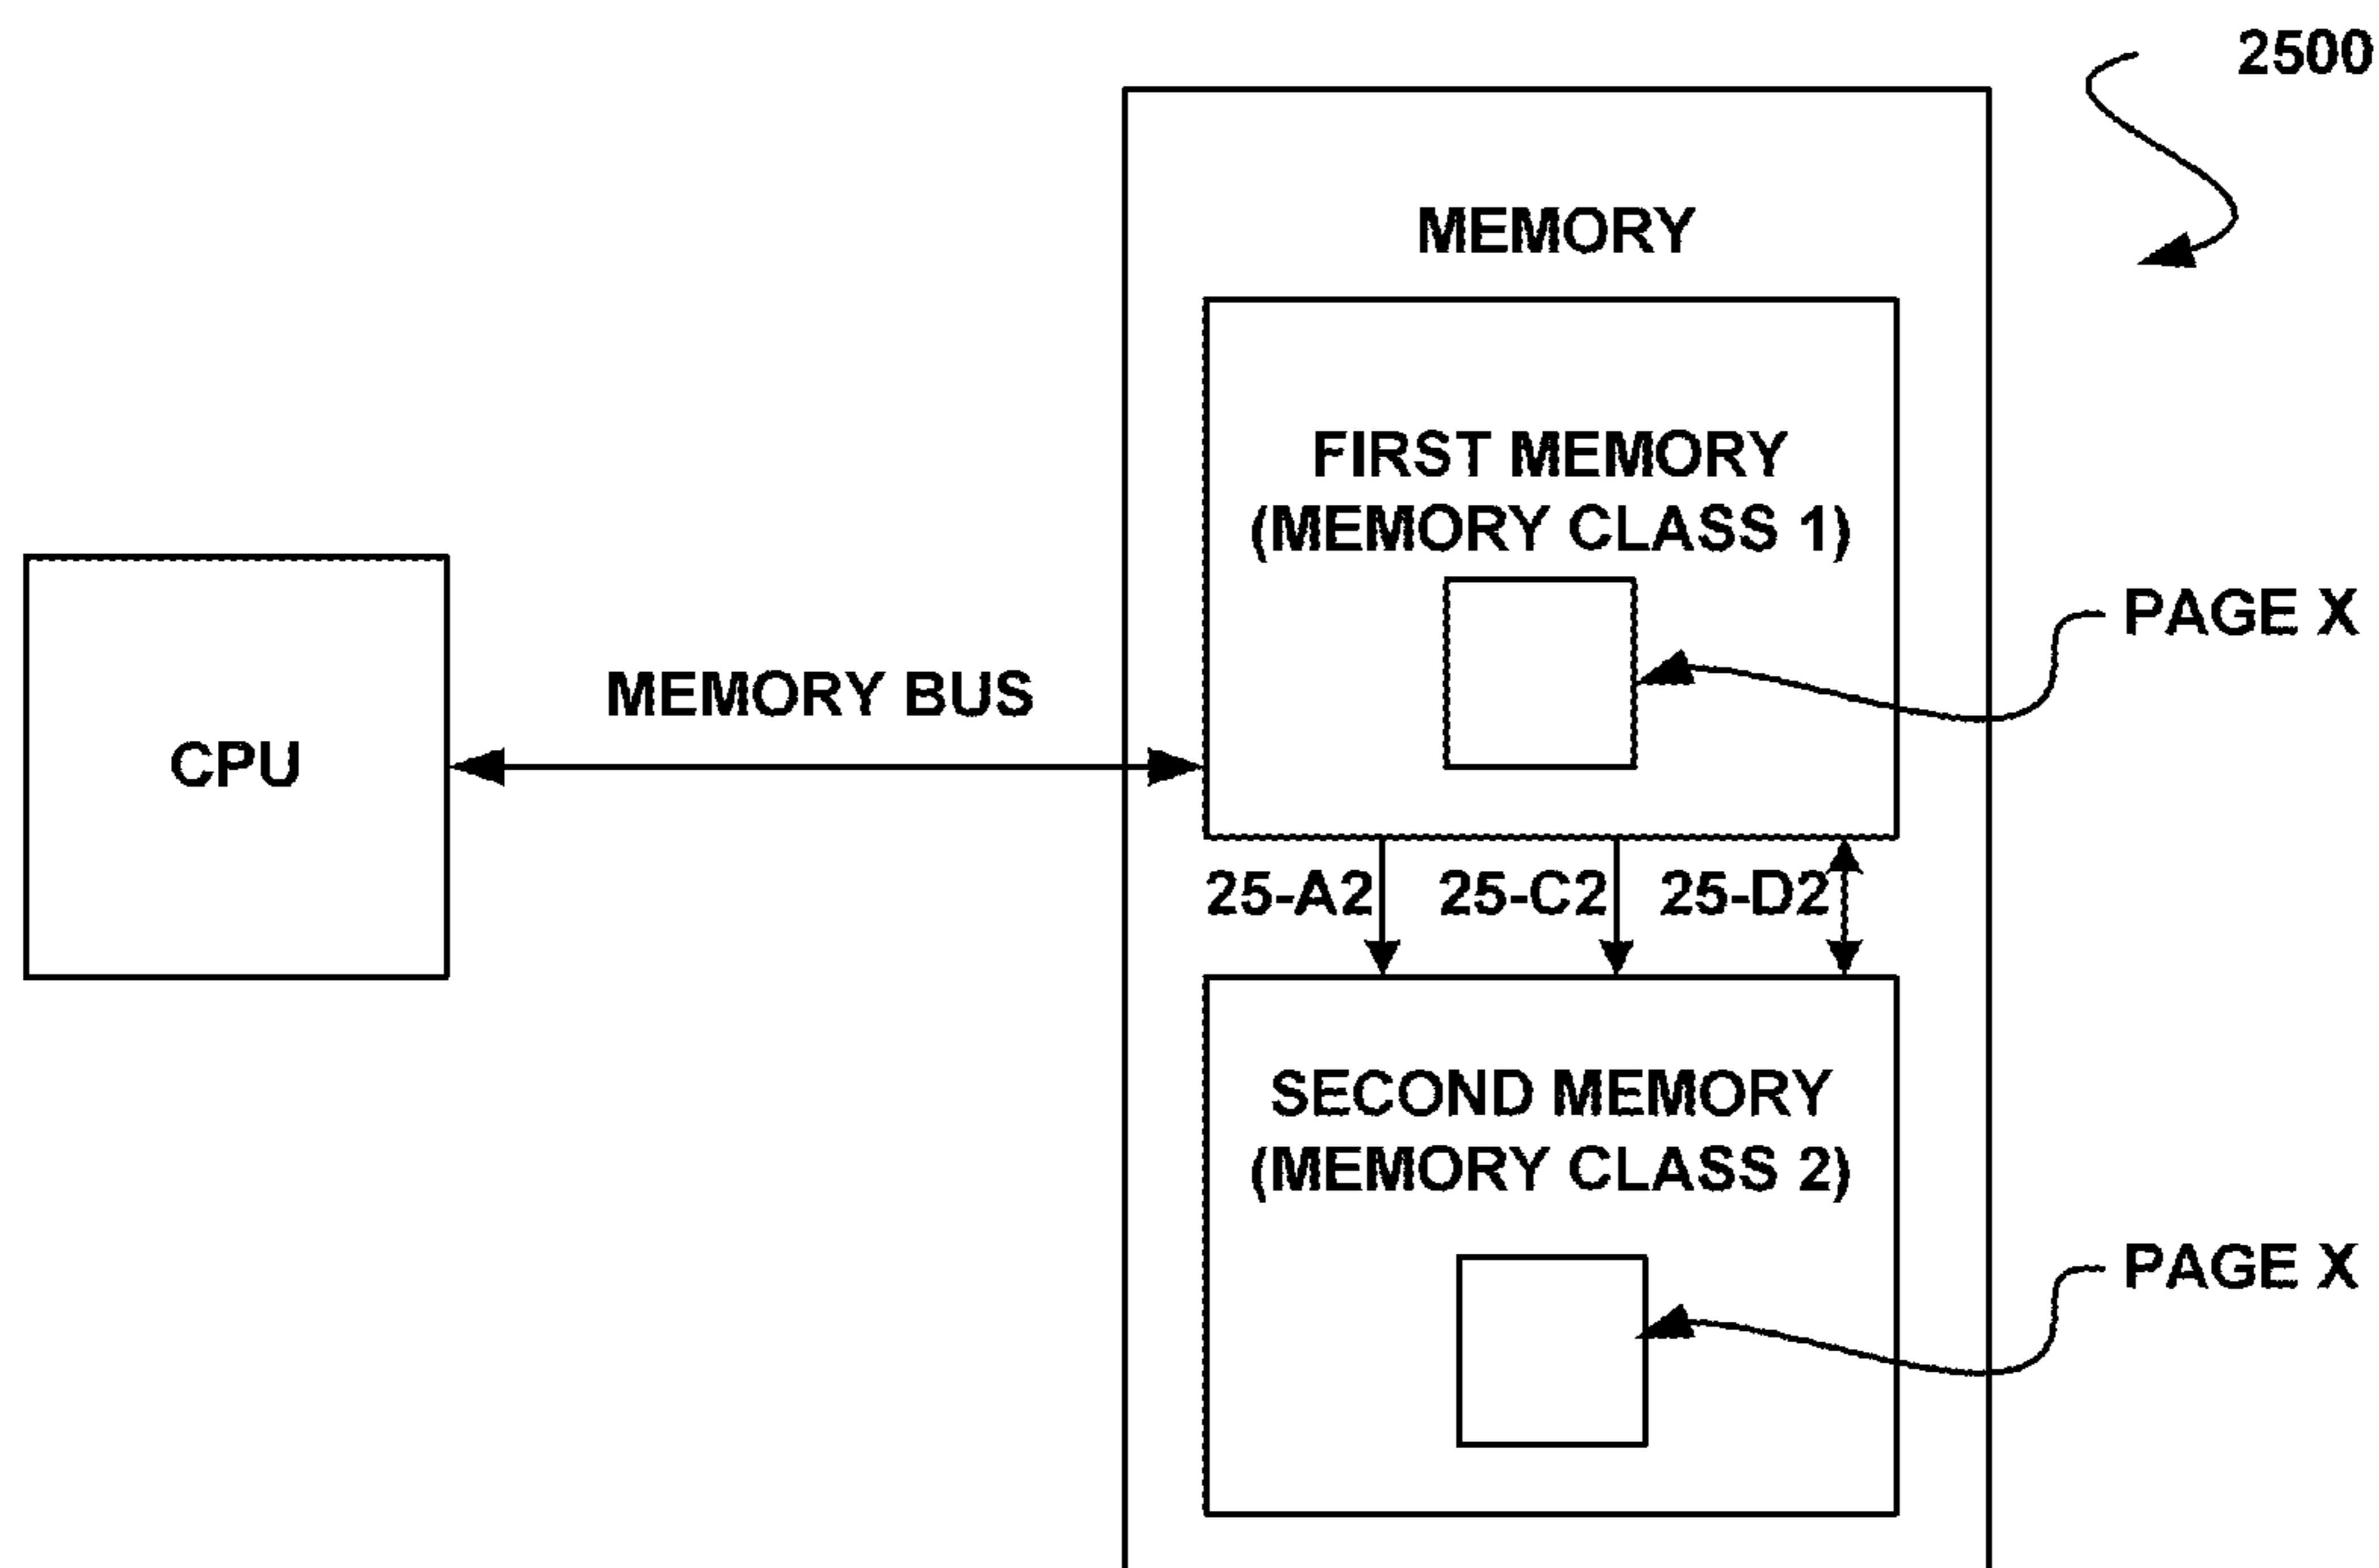 2500
MEMORY
FIRST MEMORY
(MEMORY CLASS 1)
PAGE X
MEMORY BUS
CPU
25-A2
25-C2
25-D2
SECOND MEMORY
(MEMORY CLASS 2)
PAGE X